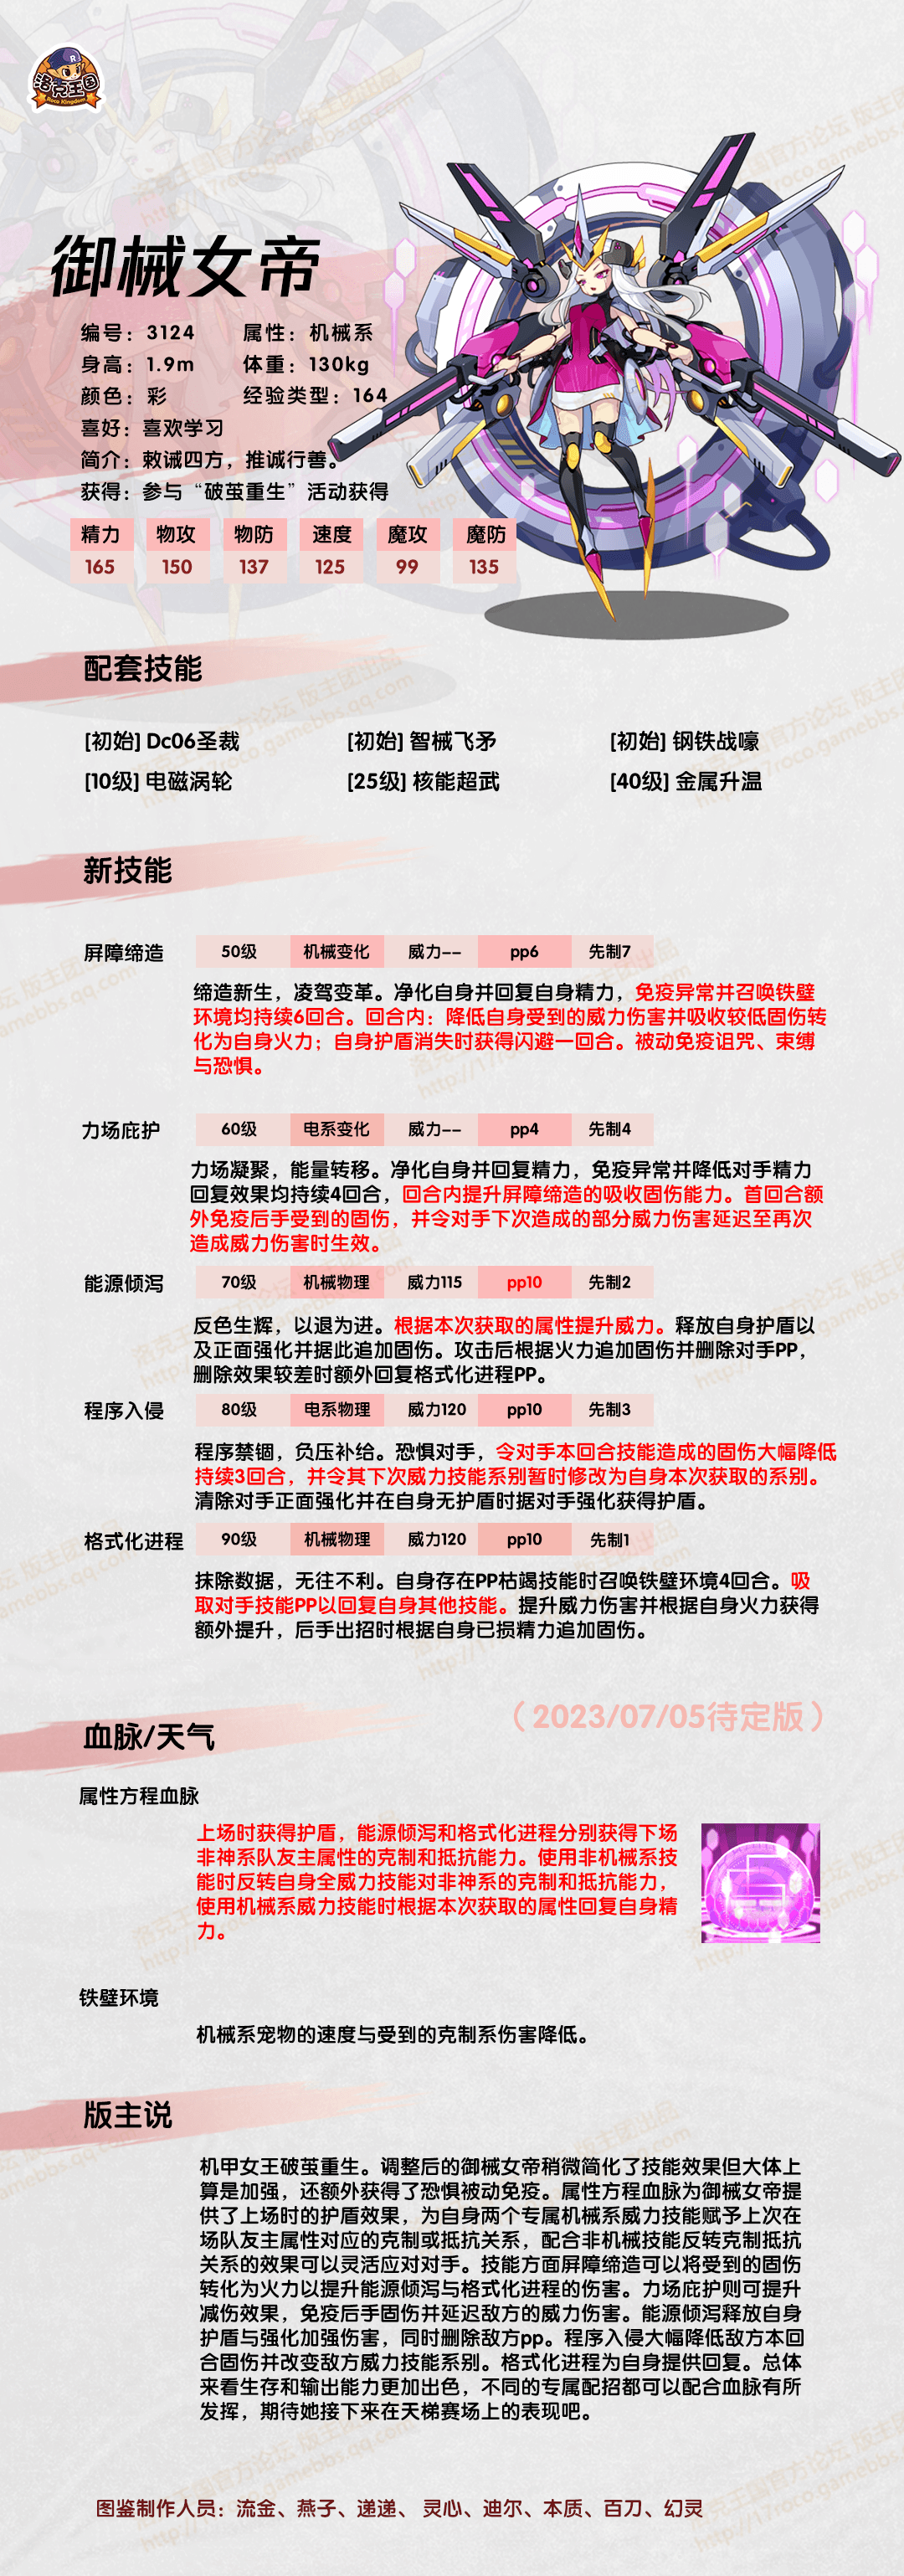 洛克王国
Roco Kingdom
御械女帝
编号：3124 属性：机械系
身高：1.9m 体重：130kg
颜色：彩 经验类型：164
喜好：喜欢学习
简介：敕诫四方，推诚行善。
获得：参与“破茧重生”活动获得
精力 物攻 物防 速度 魔攻 魔防
165 150 137 125 99 135
配套技能
[初始] Dc06圣裁 [初始] 智械飞矛 [初始] 钢铁战嚎
[10级] 电磁涡轮 [25级] 核能超武 [40级] 金属升温
新技能
屏障缔造 50级 机械变化 威力-- pp6 先制7
缔造新生，凌驾变革。净化自身并回复自身精力，免疫异常并召唤铁壁
环境均持续6回合。回合内：降低自身受到的威力伤害并吸收较低固伤转
化为自身火力；自身护盾消失时获得闪避一回合。被动免疫诅咒、束缚
与恐惧。
力场庇护 60级 电系变化 威力-- pp4 先制4
力场凝聚，能量转移。净化自身并回复精力，免疫异常并降低对手精力
回复效果均持续4回合，回合内提升屏障缔造的吸收固伤能力。首回合额
外免疫后手受到的固伤，并令对手下次造成的部分威力伤害延迟至再次
造成威力伤害时生效。
能源倾泻 70级 机械物理 威力115 pp10 先制2
反色生辉，以退为进。根据本次获取的属性提升威力。释放自身护盾以
及正面强化并据此追加固伤。攻击后根据火力追加固伤并删除对手PP，
删除效果较差时额外回复格式化进程PP。
程序入侵 80级 电系物理 威力120 pp10 先制3
程序禁锢，负压补给。恐惧对手，令对手本回合技能造成的固伤大幅降低
持续3回合，并令其下次威力技能系别暂时修改为自身本次获取的系别。
清除对手正面强化并在自身无护盾时据对手强化获得护盾。
格式化进程 90级 机械物理 威力120 pp10 先制1
抹除数据，无往不利。自身存在PP枯竭技能时召唤铁壁环境4回合。吸
取对手技能PP以回复自身其他技能。提升威力伤害并根据自身火力获得
额外提升，后手出招时根据自身已损精力追加固伤。
（2023/07/05待定版）
血脉/天气
属性方程血脉
上场时获得护盾，能源倾泻和格式化进程分别获得下场
非神系队友主属性的克制和抵抗能力。使用非机械系技
能时反转自身全威力技能对非神系的克制和抵抗能力，
使用机械系威力技能时根据本次获取的属性回复自身精
力。
铁壁环境
机械系宠物的速度与受到的克制系伤害降低。
版主说
机甲女王破茧重生。调整后的御械女帝稍微简化了技能效果但大体上
算是加强，还额外获得了恐惧被动免疫。属性方程血脉为御械女帝提
供了上场时的护盾效果，为自身两个专属机械系威力技能赋予上次在
场队友主属性对应的克制或抵抗关系，配合非机械技能反转克制抵抗
关系的效果可以灵活应对对手。技能方面屏障缔造可以将受到的固伤
转化为火力以提升能源倾泻与格式化进程的伤害。力场庇护则可提升
减伤效果，免疫后手固伤并延迟敌方的威力伤害。能源倾泻释放自身
护盾与强化加强伤害，同时删除敌方pp。程序入侵大幅降低敌方本回
合固伤并改变敌方威力技能系别。格式化进程为自身提供回复。总体
来看生存和输出能力更加出色，不同的专属配招都可以配合血脉有所
发挥，期待她接下来在天梯赛场上的表现吧。
图鉴制作人员：流金、燕子、递递、 灵心、迪尔、本质、百刀、幻灵